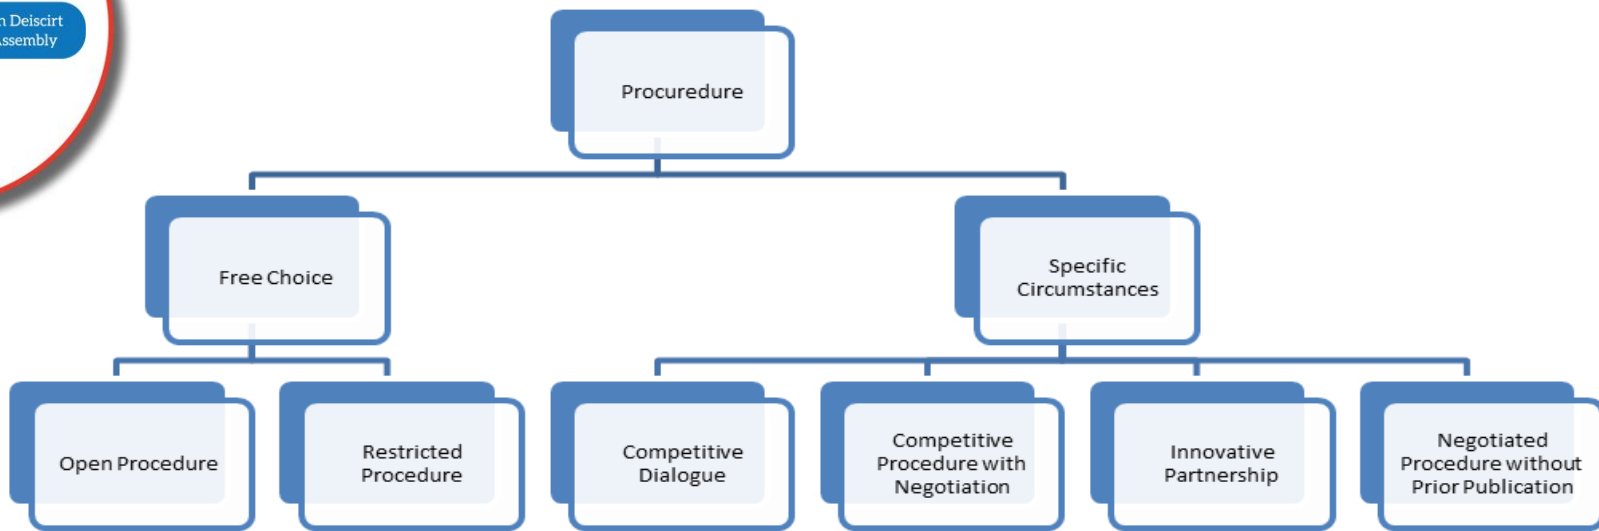 n Deiscirt
Assembly
Procuredure
Free Choice
Specific
Circumstances
Open Procedure
Restricted
Procedure
Competitive
Dialogue
Competitive
Procedure with
Negotiation
Innovative
Partnership
Negotiated
Procedure without
Prior Publication